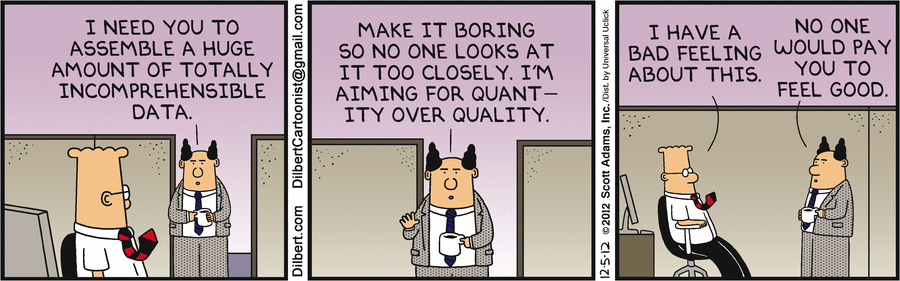 I NEED YOU TO
ASSEMBLE A HUGE
AMOUNT OF TOTALLY
INCOMPREHENSIBLE
DATA.
Dilbert.com DilbertCartoonist@gmail.com
MAKE IT BORING
SO NO ONE LOOKS AT
IT TOO CLOSELY. I'M
AIMING FOR QUANT-
ITY OVER QUALITY.
12-5-12 © 2012 Scott Adams, Inc. /Dist. by Universal Uclick
I HAVE A
BAD FEELING
ABOUT THIS.
NO ONE
WOULD PAY
YOU TO
FEEL GOOD.